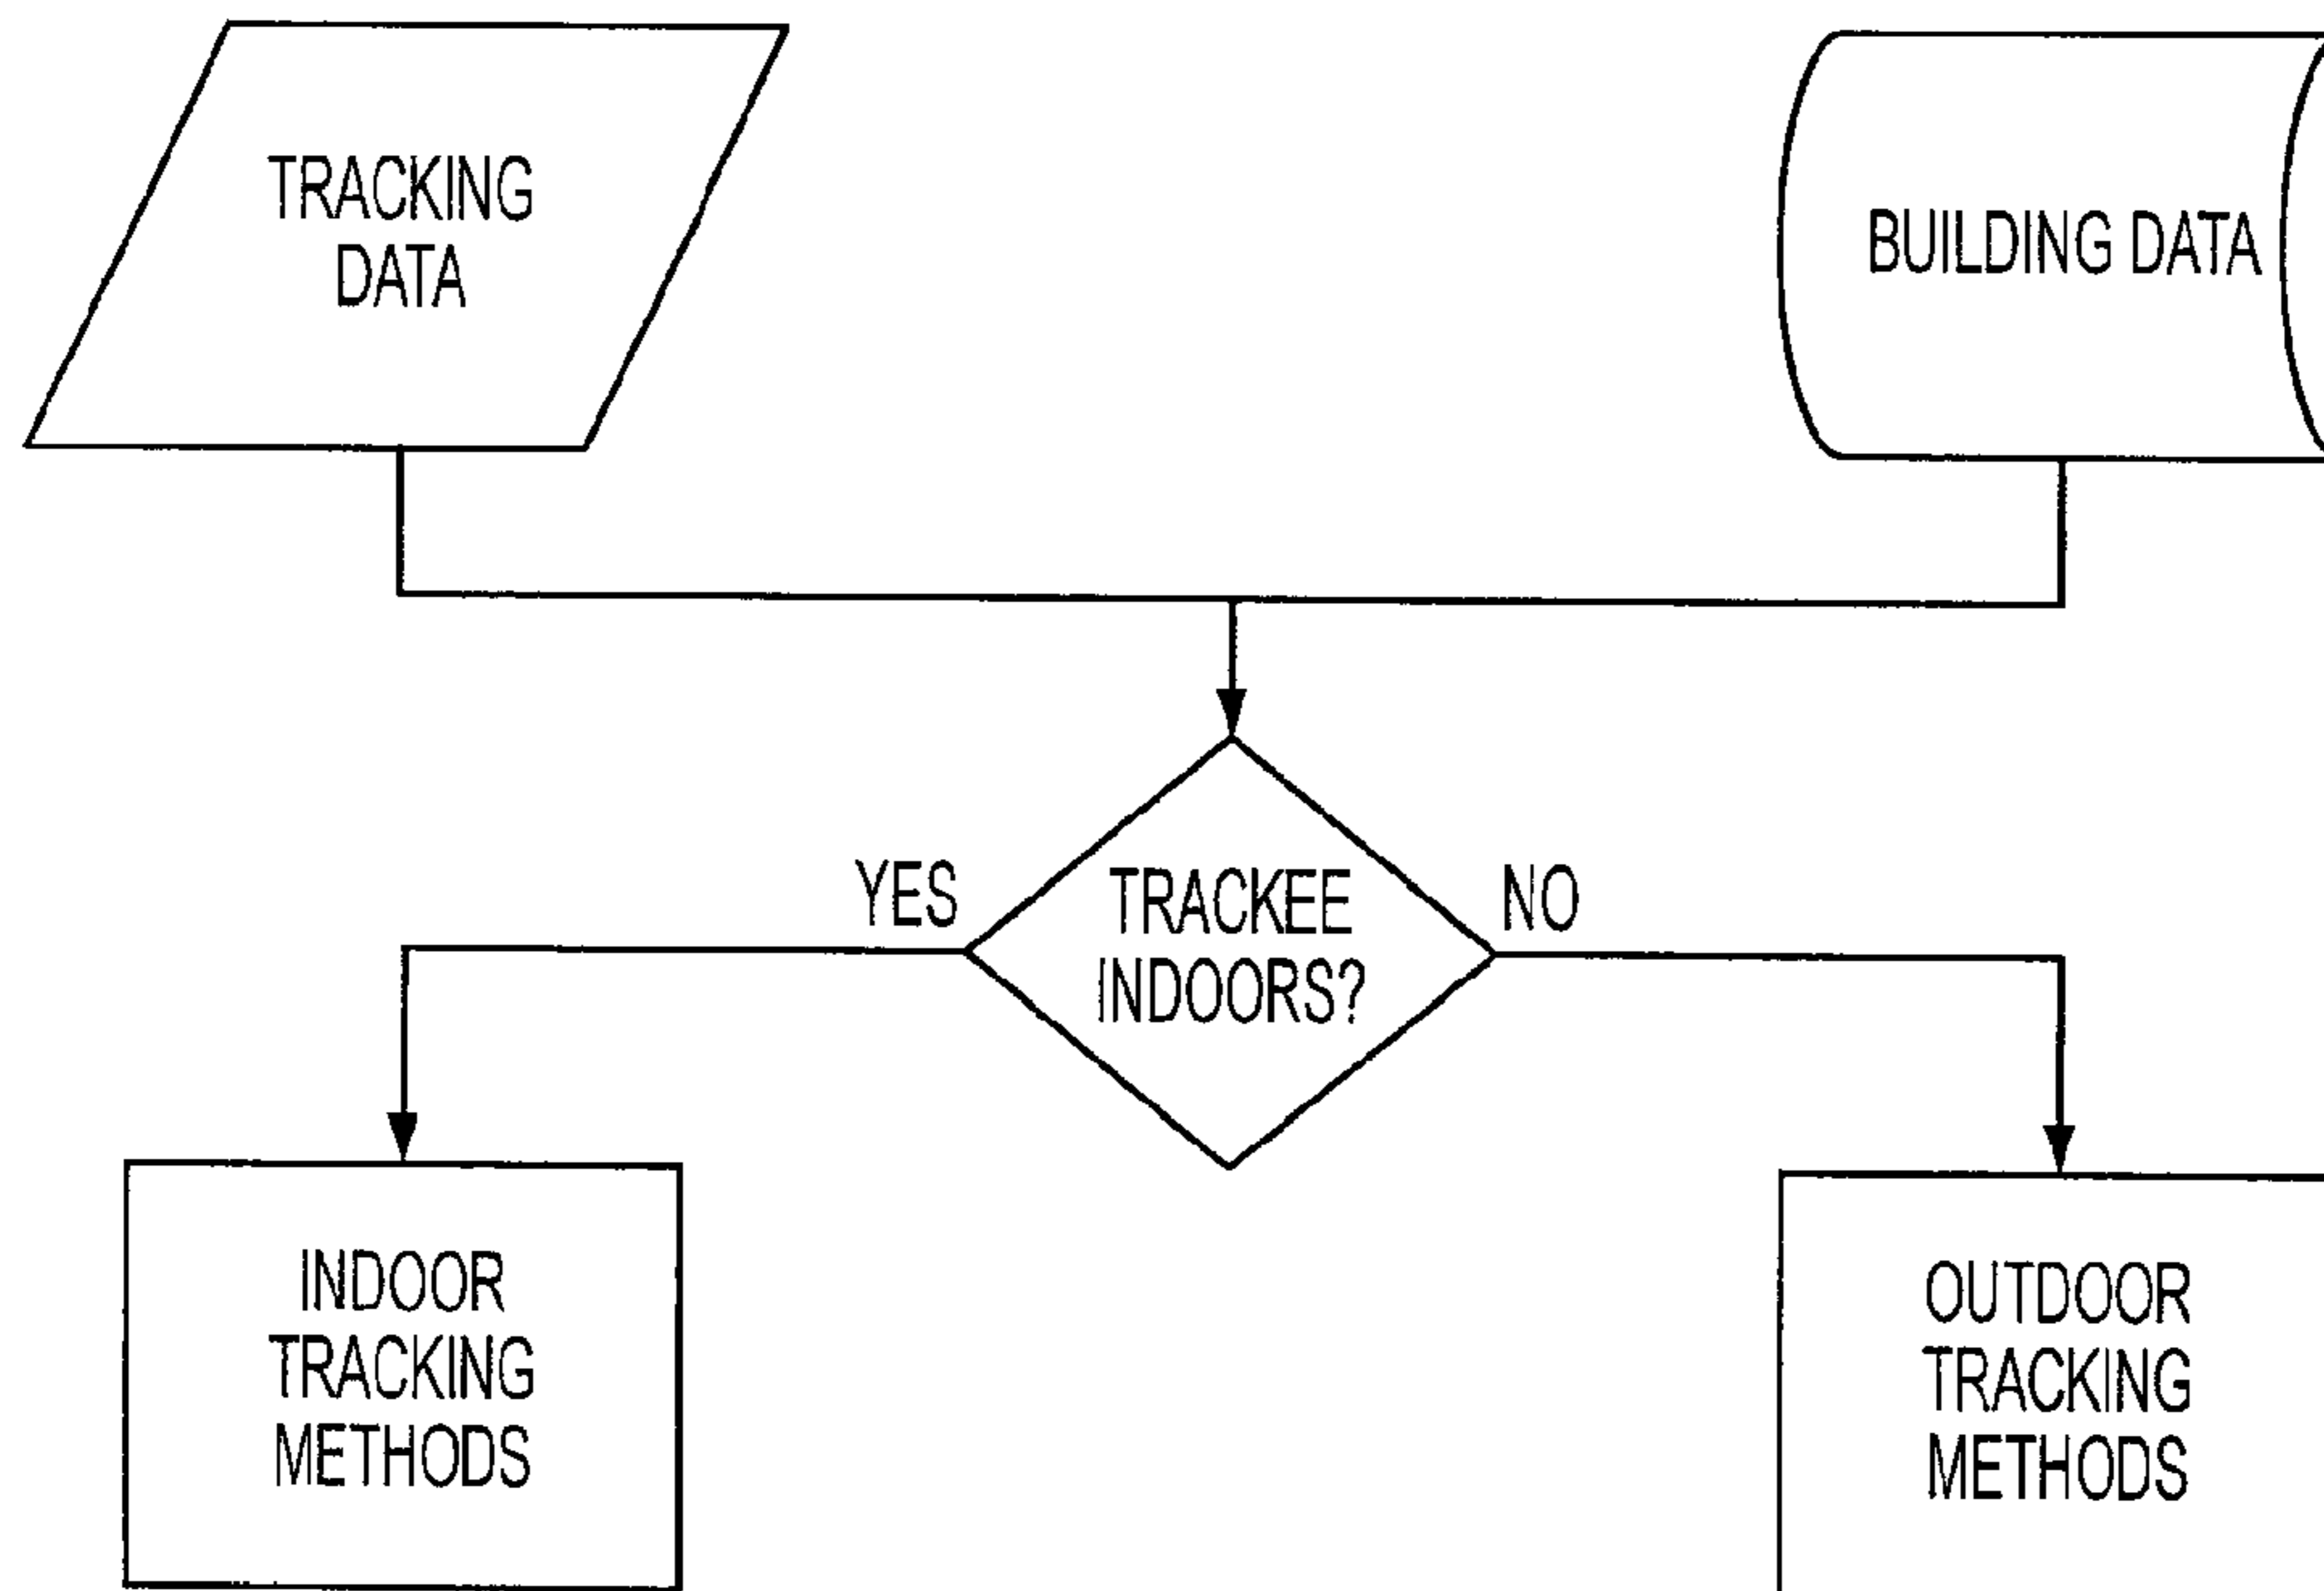 TRACKING
DATA
BUILDING DATA
YES
TRACKEE
INDOORS?
NO
INDOOR
TRACKING
METHODS
OUTDOOR
TRACKING
METHODS